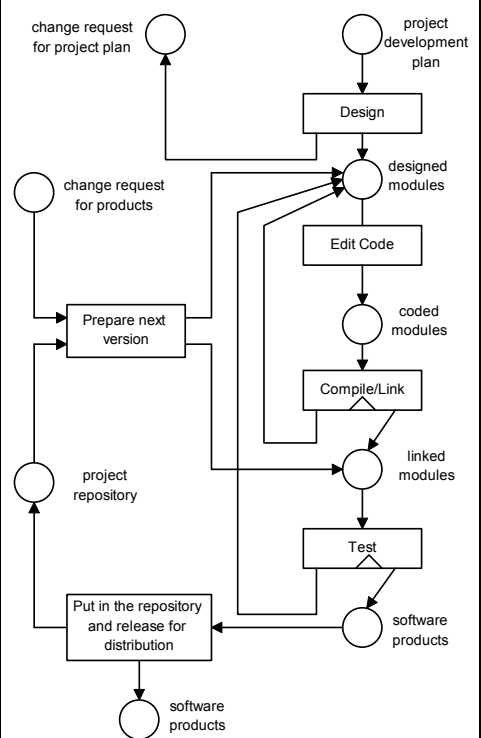 change request
for project plan
project
development
plan
Design
designed
modules
change request
for products
Edit Code
coded
modules
Prepare next
version
Compile/Link
linked
modules
project
repository
Test
Put in the repository
and release for
distribution
software
products
software
products